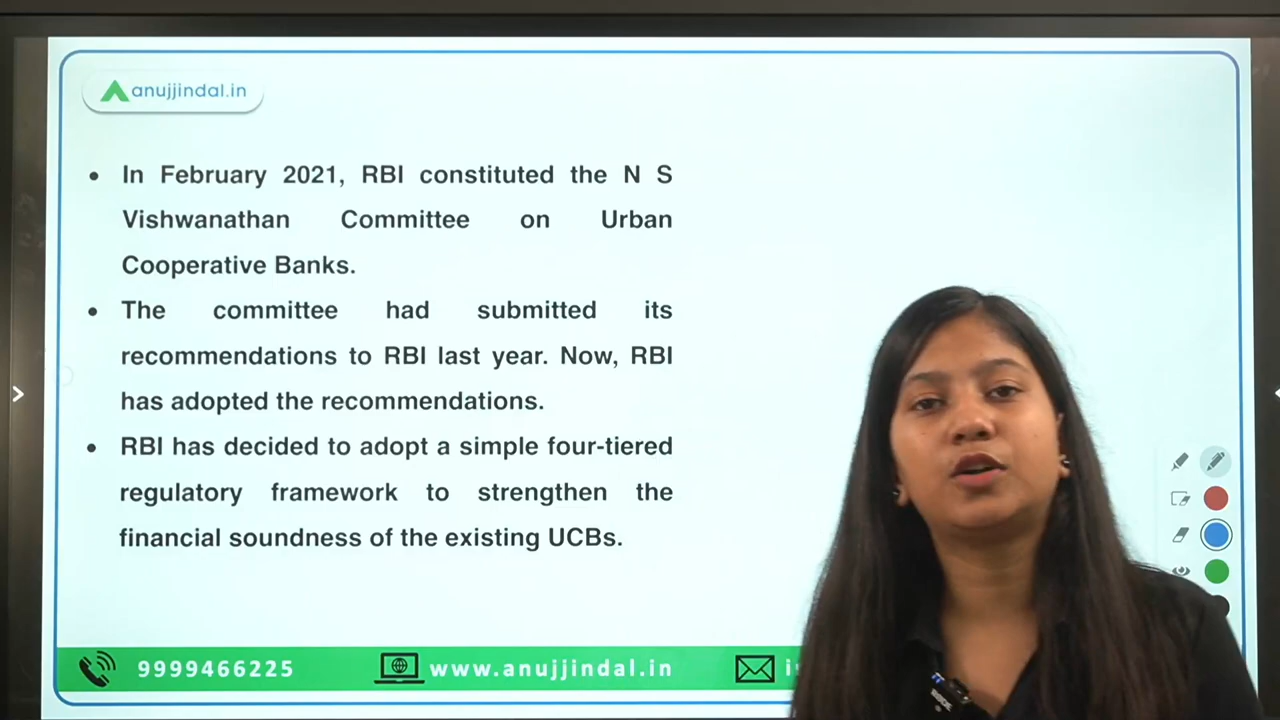 anujjindal.in
• In February 2021, RBI constituted the N S
Vishwanathan Committee on Urban
Cooperative Banks.
• The committee had submitted its
recommendations to RBI last year. Now, RBI
has adopted the recommendations.
• RBI has decided to adopt a simple four-tiered
regulatory framework to strengthen the
financial soundness of the existing UCBs.
9999466225 www.anujjindal.in